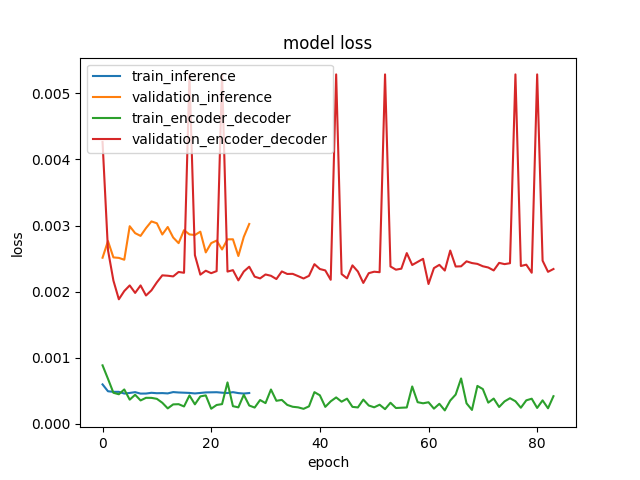 model loss
train_inference
validation_inference
train_encoder_decoder
validation_encoder_decoder
0.005
0.004
0.003
0.002
0.001
0.000
loss
0 20 40 60 80
epoch